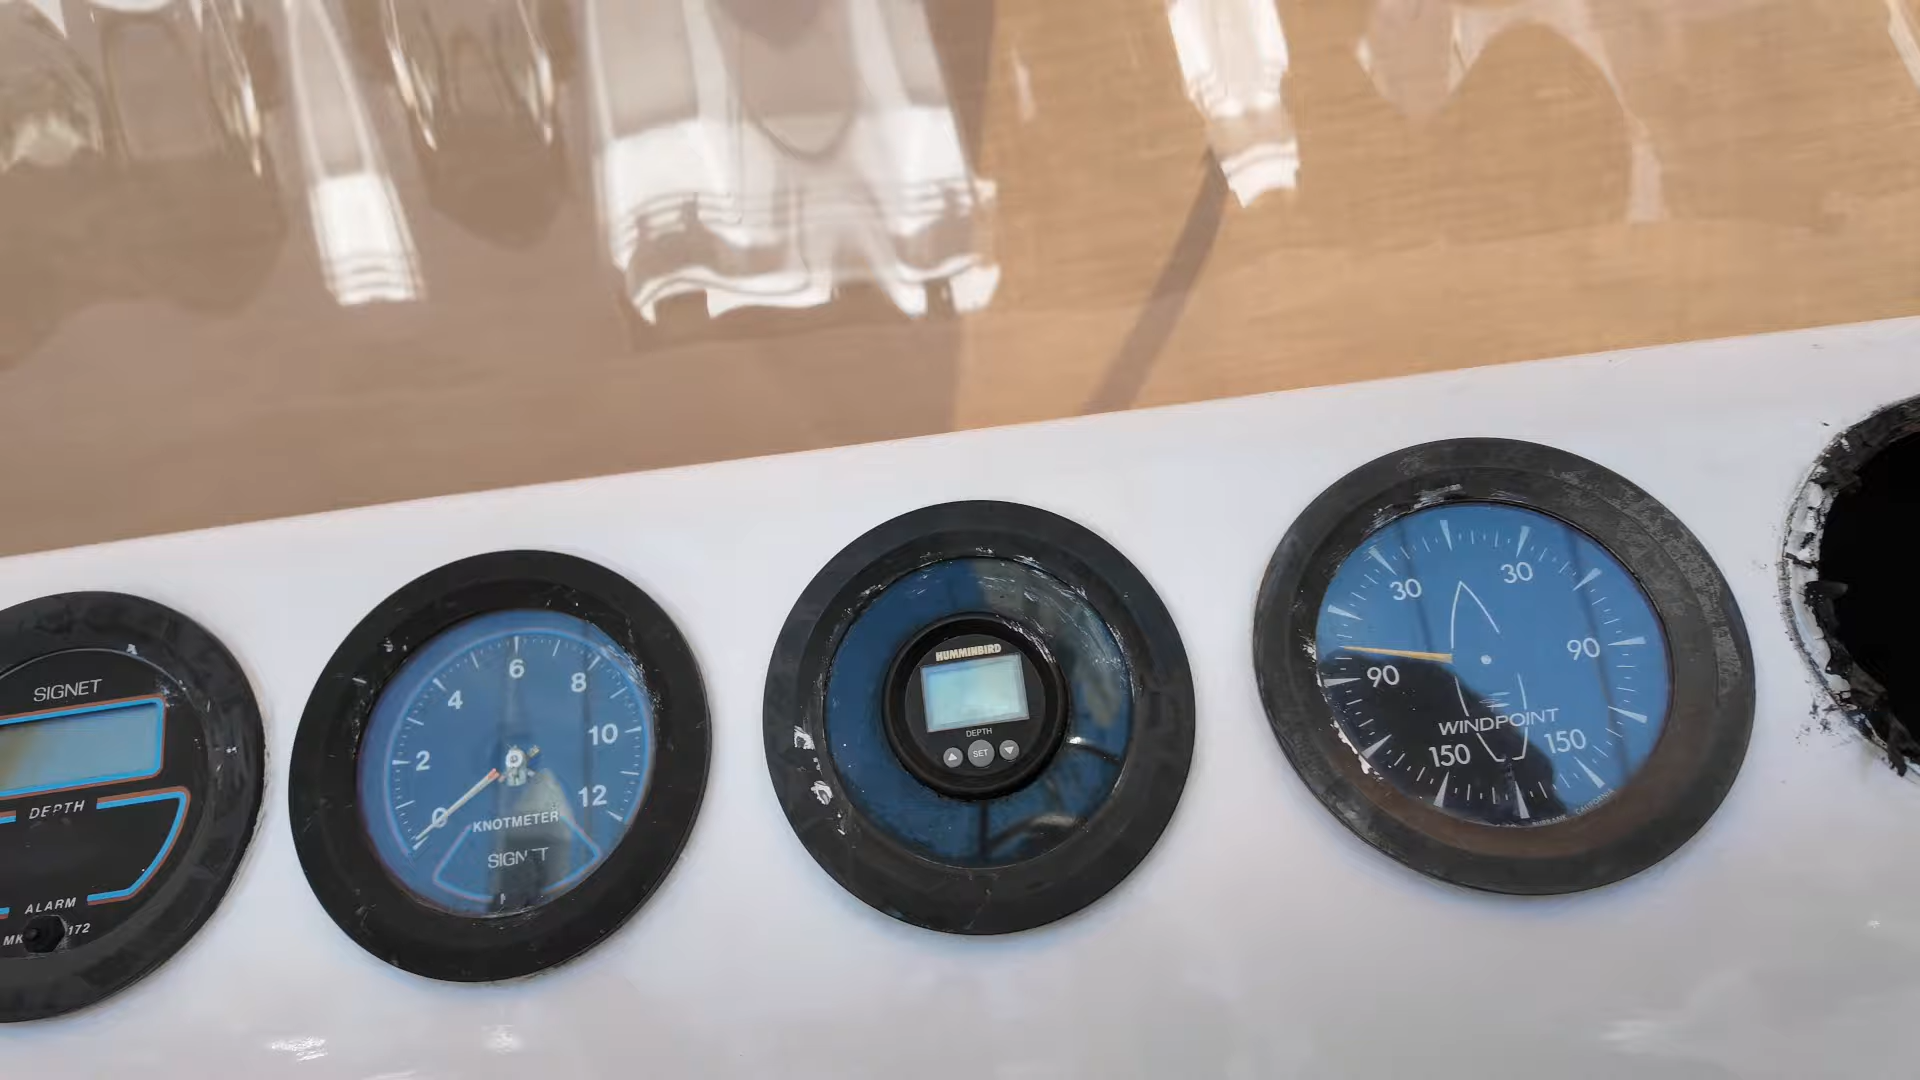 SIGNET
DEPTH
ALARM
MK 172
0 2 4 6 8 10 12
KNOTMETER
SIGNET
HUMMINBIRD
DEPTH
SET
30 30
90 90
WINDPOINT
150 150
CALIFORNIA